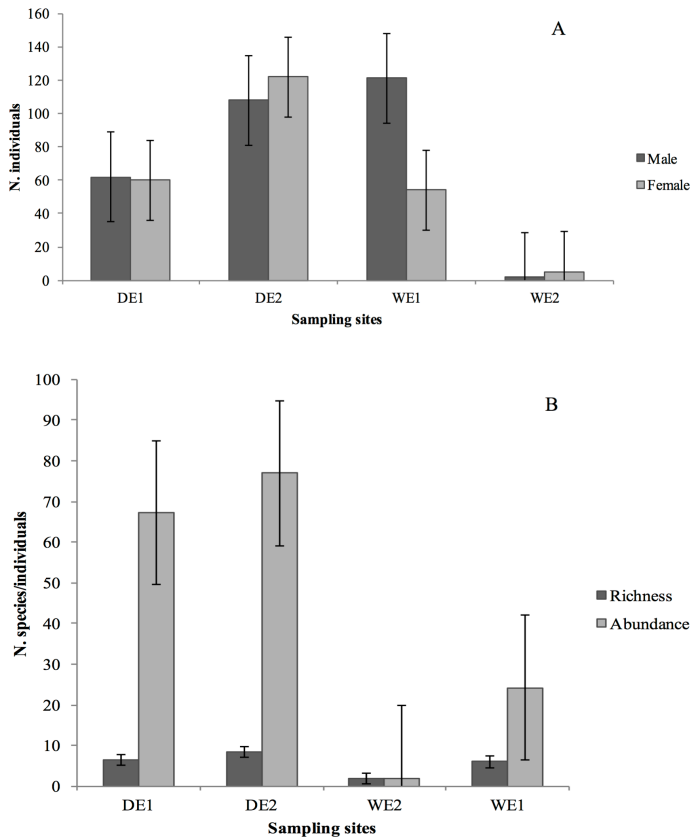 A
160
140
120
100
80
60
40
20
0
N. individuals
DE1 DE2 WE1 WE2
Sampling sites
Male
Female
B
100
90
80
70
60
50
40
30
20
10
0
N. species/individuals
DE1 DE2 WE2 WE1
Sampling sites
Richness
Abundance